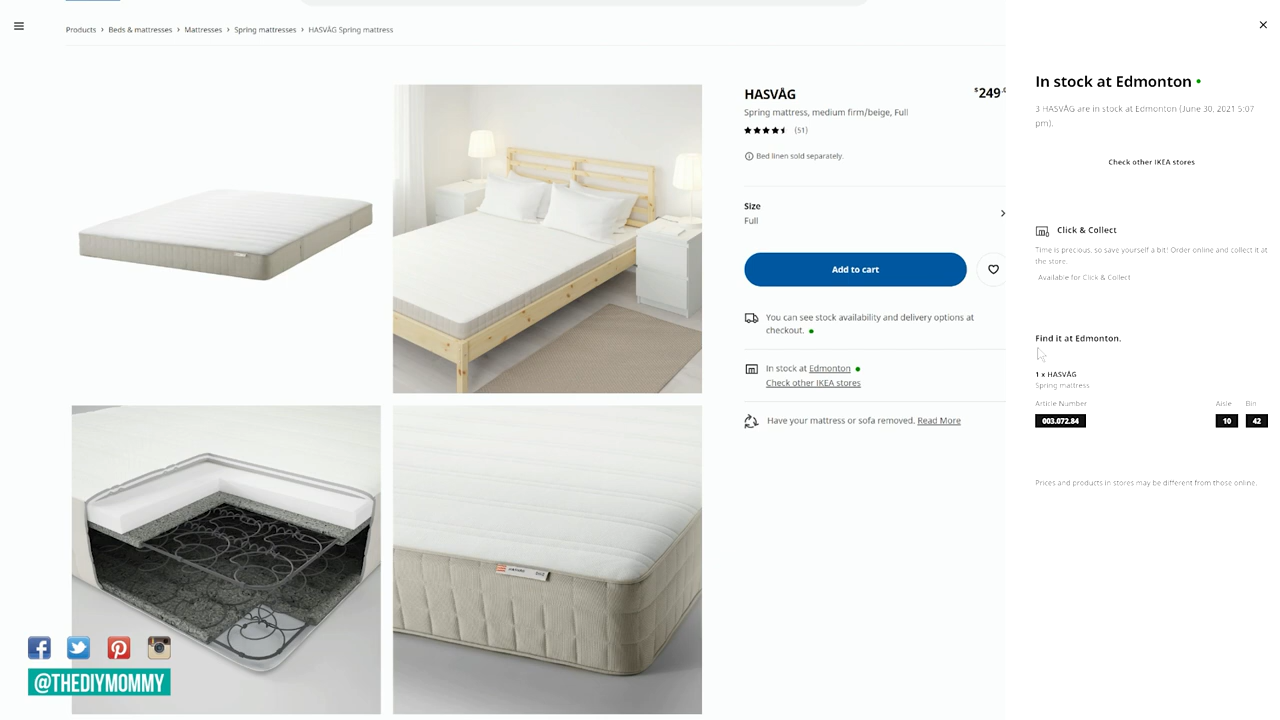 Products › Beds & mattresses › Mattresses › Spring mattresses › HASVÅG Spring mattress
HASVÅG
$249.
Spring mattress, medium firm/beige, Full
(51)
Bed linen sold separately.
Size
Full
Add to cart
You can see stock availability and delivery options at
checkout.
In stock at Edmonton
Check other IKEA stores
Have your mattress or sofa removed. Read More
In stock at Edmonton
3 HASVÅG are in stock at Edmonton (June 30, 2021 5:07
pm).
Check other IKEA stores
Click & Collect
Time is precious, so save yourself a bit! Order online and collect it at
the store.
Available for Click & Collect
Find it at Edmonton.
1 x HASVÅG
Spring mattress
Article Number Aisle Bin
003.072.84 10 42
Prices and products in stores may be different from those online.
@THEDIYMOMMY